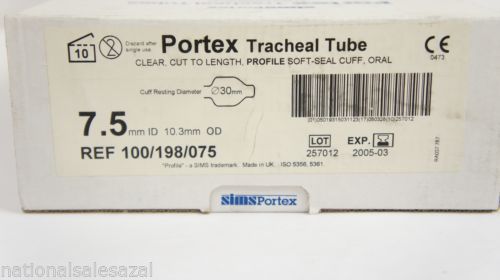 10
Discard after single use.
Portex Tracheal Tube
CLEAR, CUT TO LENGTH, PROFILE SOFT-SEAL CUFF, ORAL
CE
0473
Cuff Resting Diameter
∅30mm
7.5mm ID 10.3mm OD
REF 100/198/075
LOT EXP.
257012 2005-03
"Profile" - a SIMS trademark. Made in UK. ISO 5356, 5361.
simsPortex
nationalsalesazal